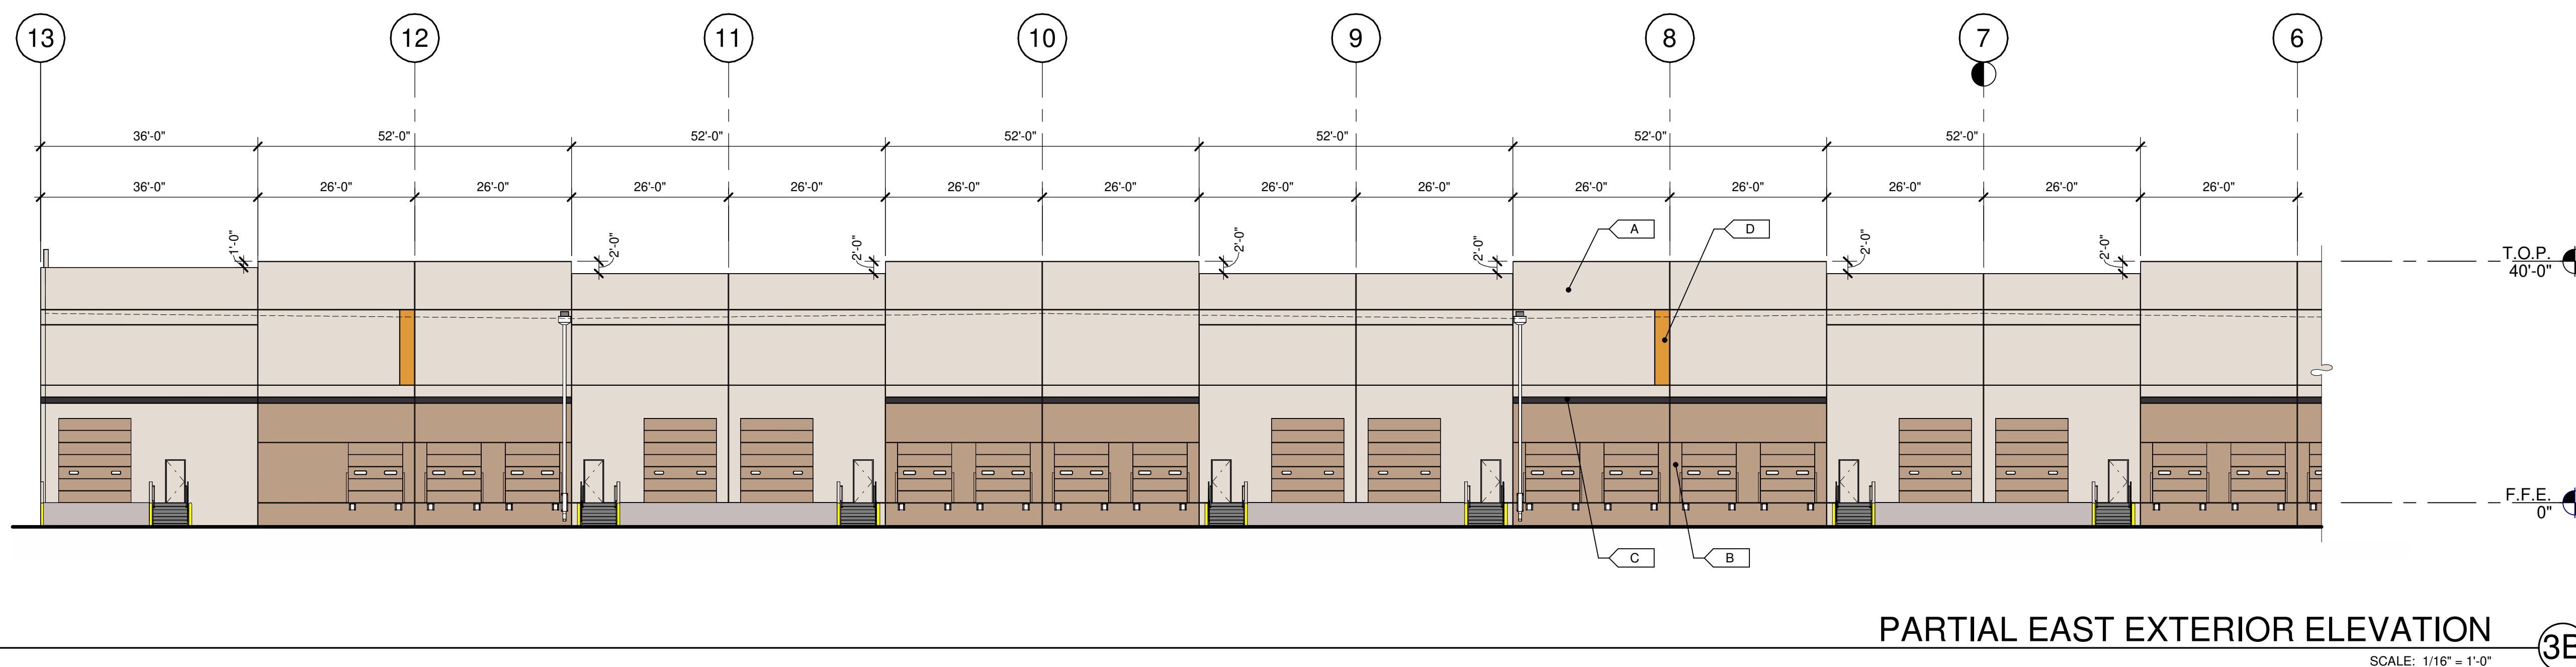 13 12 11 10 9 8 7 6
36'-0" 52'-0" 52'-0" 52'-0" 52'-0" 52'-0" 52'-0"
36'-0" 26'-0" 26'-0" 26'-0" 26'-0" 26'-0" 26'-0" 26'-0" 26'-0" 26'-0" 26'-0" 26'-0" 26'-0" 26'-0"
1'-0" 2'-0" 2'-0" 2'-0" 2'-0" 2'-0" 2'-0"
A D
T.O.P.
40'-0"
F.F.E.
0"
C B
PARTIAL EAST EXTERIOR ELEVATION
3B
SCALE: 1/16" = 1'-0"